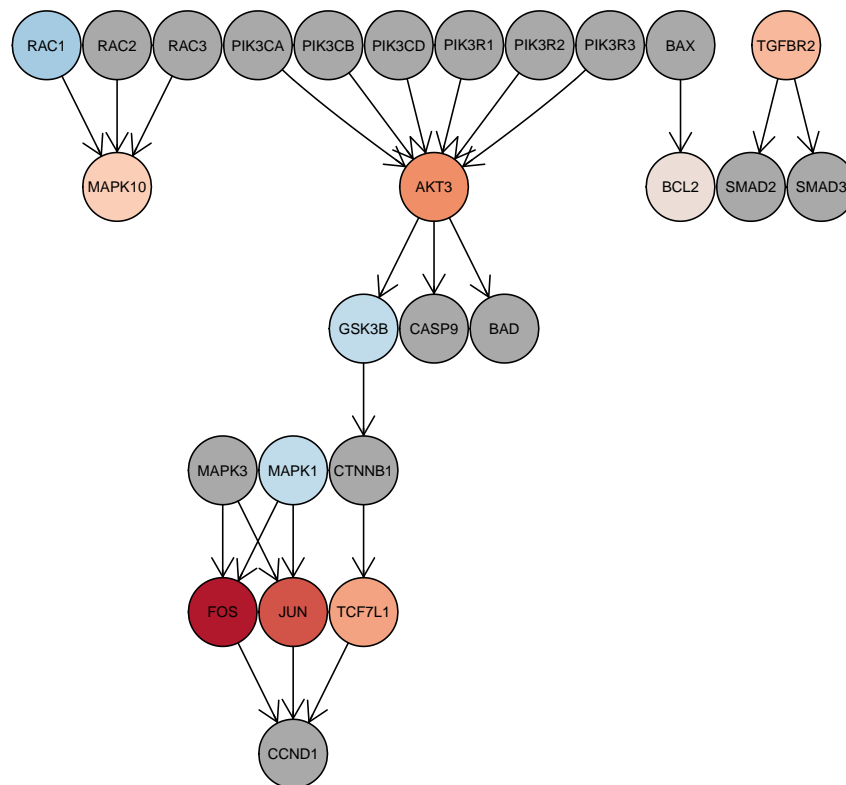 RAC1 RAC2 RAC3 PIK3CA PIK3CB PIK3CD PIK3R1 PIK3R2 PIK3R3 BAX TGFBR2
MAPK10 AKT3 BCL2 SMAD2 SMAD3
GSK3B CASP9 BAD
MAPK3 MAPK1 CTNNB1
FOS JUN TCF7L1
CCND1